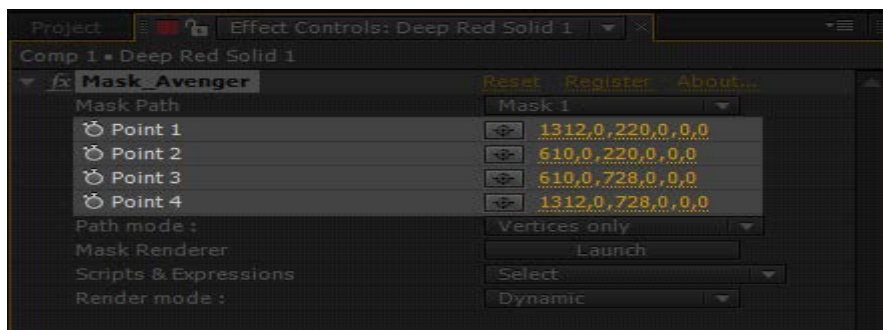 Project Effect Controls: Deep Red Solid 1
Comp 1 • Deep Red Solid 1
fx Mask_Avenger Reset Register About...
Mask Path Mask 1
Point 1 1312,0,220,0,0,0
Point 2 610,0,220,0,0,0
Point 3 610,0,728,0,0,0
Point 4 1312,0,728,0,0,0
Path mode : Vertices only
Mask Renderer Launch
Scripts & Expressions Select
Render mode : Dynamic